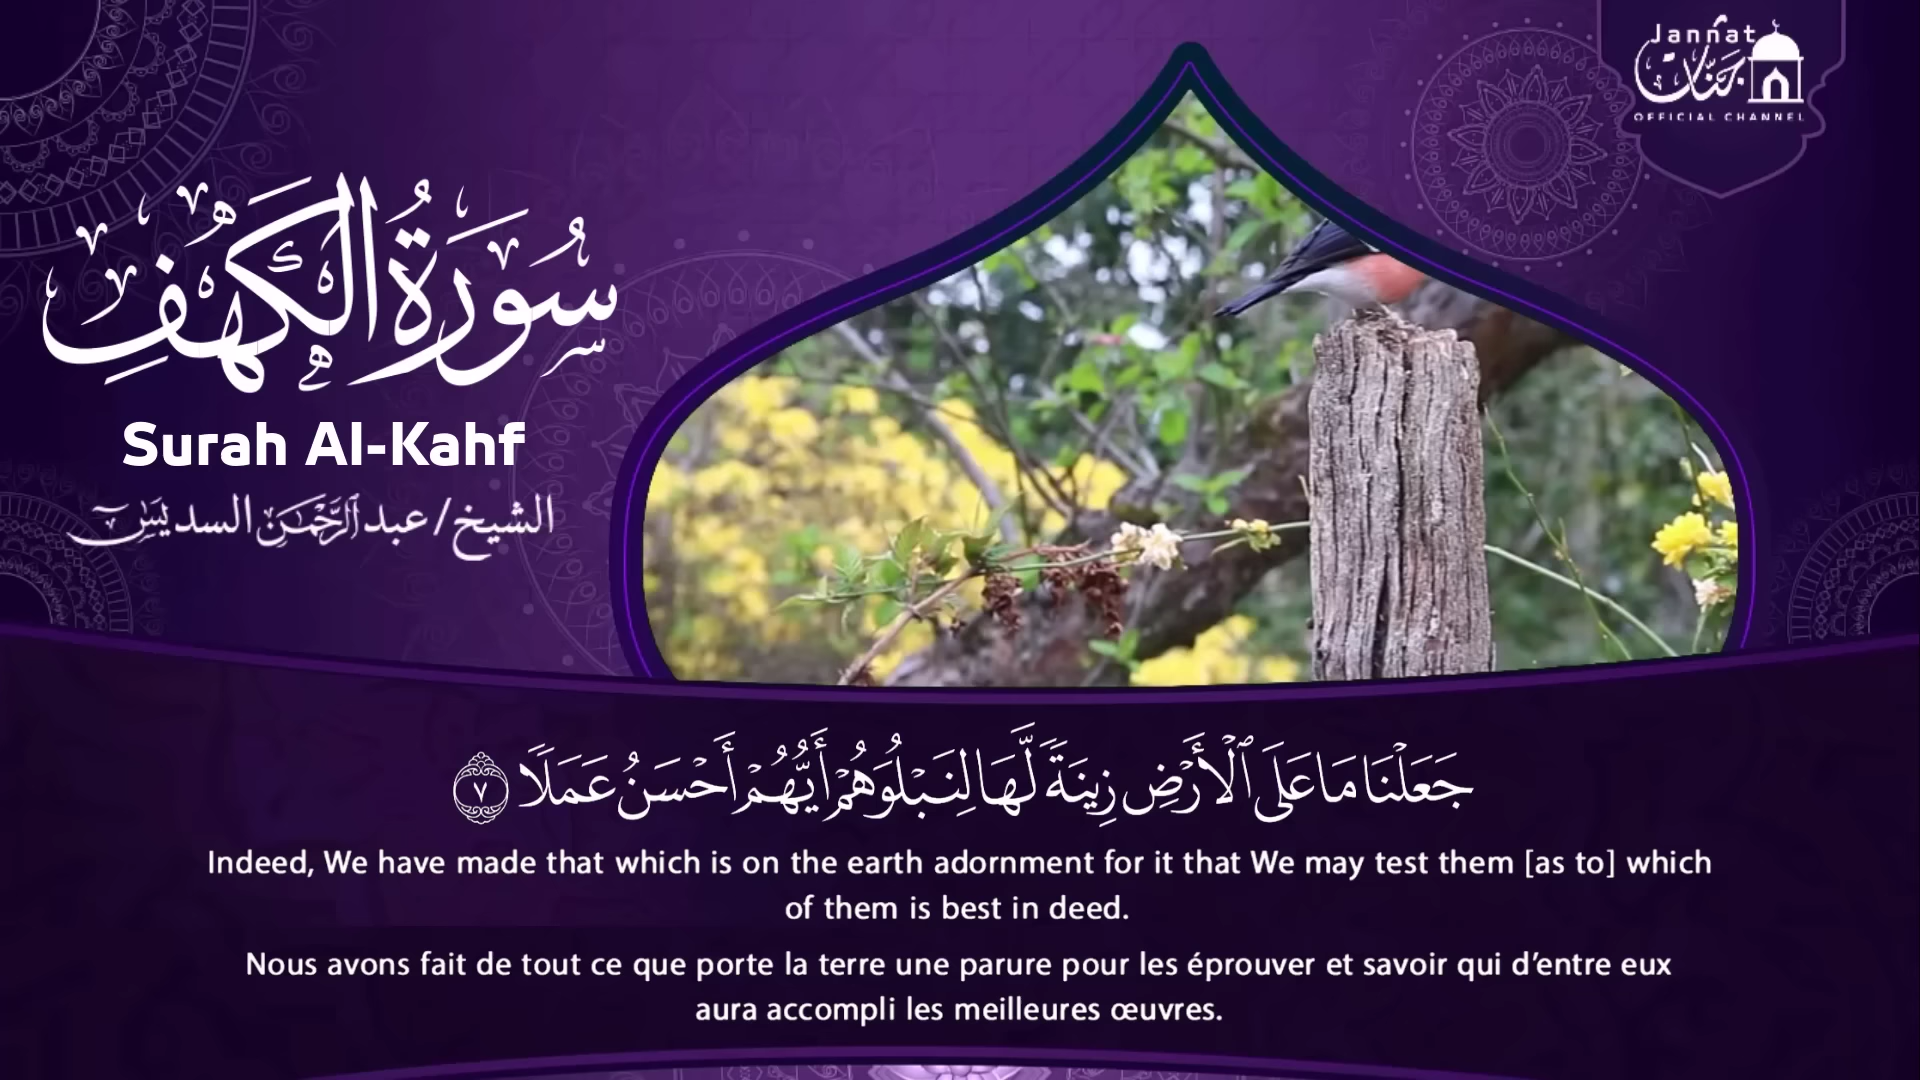 Jannat
جنات
OFFICIAL CHANNEL
سُورَةُ الْكَهْفِ
Surah Al-Kahf
الشيخ / عبد الرَّحْمَٰن السديس
جَعَلْنَا مَا عَلَى ٱلْأَرْضِ زِينَةً لَّهَا لِنَبْلُوَهُمْ أَيُّهُمْ أَحْسَنُ عَمَلًا ٧
Indeed, We have made that which is on the earth adornment for it that We may test them [as to] which
of them is best in deed.
Nous avons fait de tout ce que porte la terre une parure pour les éprouver et savoir qui d’entre eux
aura accompli les meilleures œuvres.